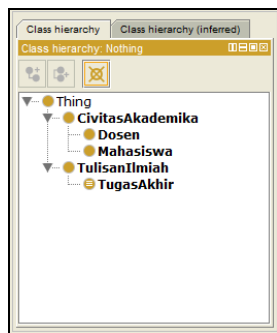 Class hierarchy Class hierarchy (inferred)
Class hierarchy: Nothing
Thing
CivitasAkademika
Dosen
Mahasiswa
TulisanIlmiah
TugasAkhir